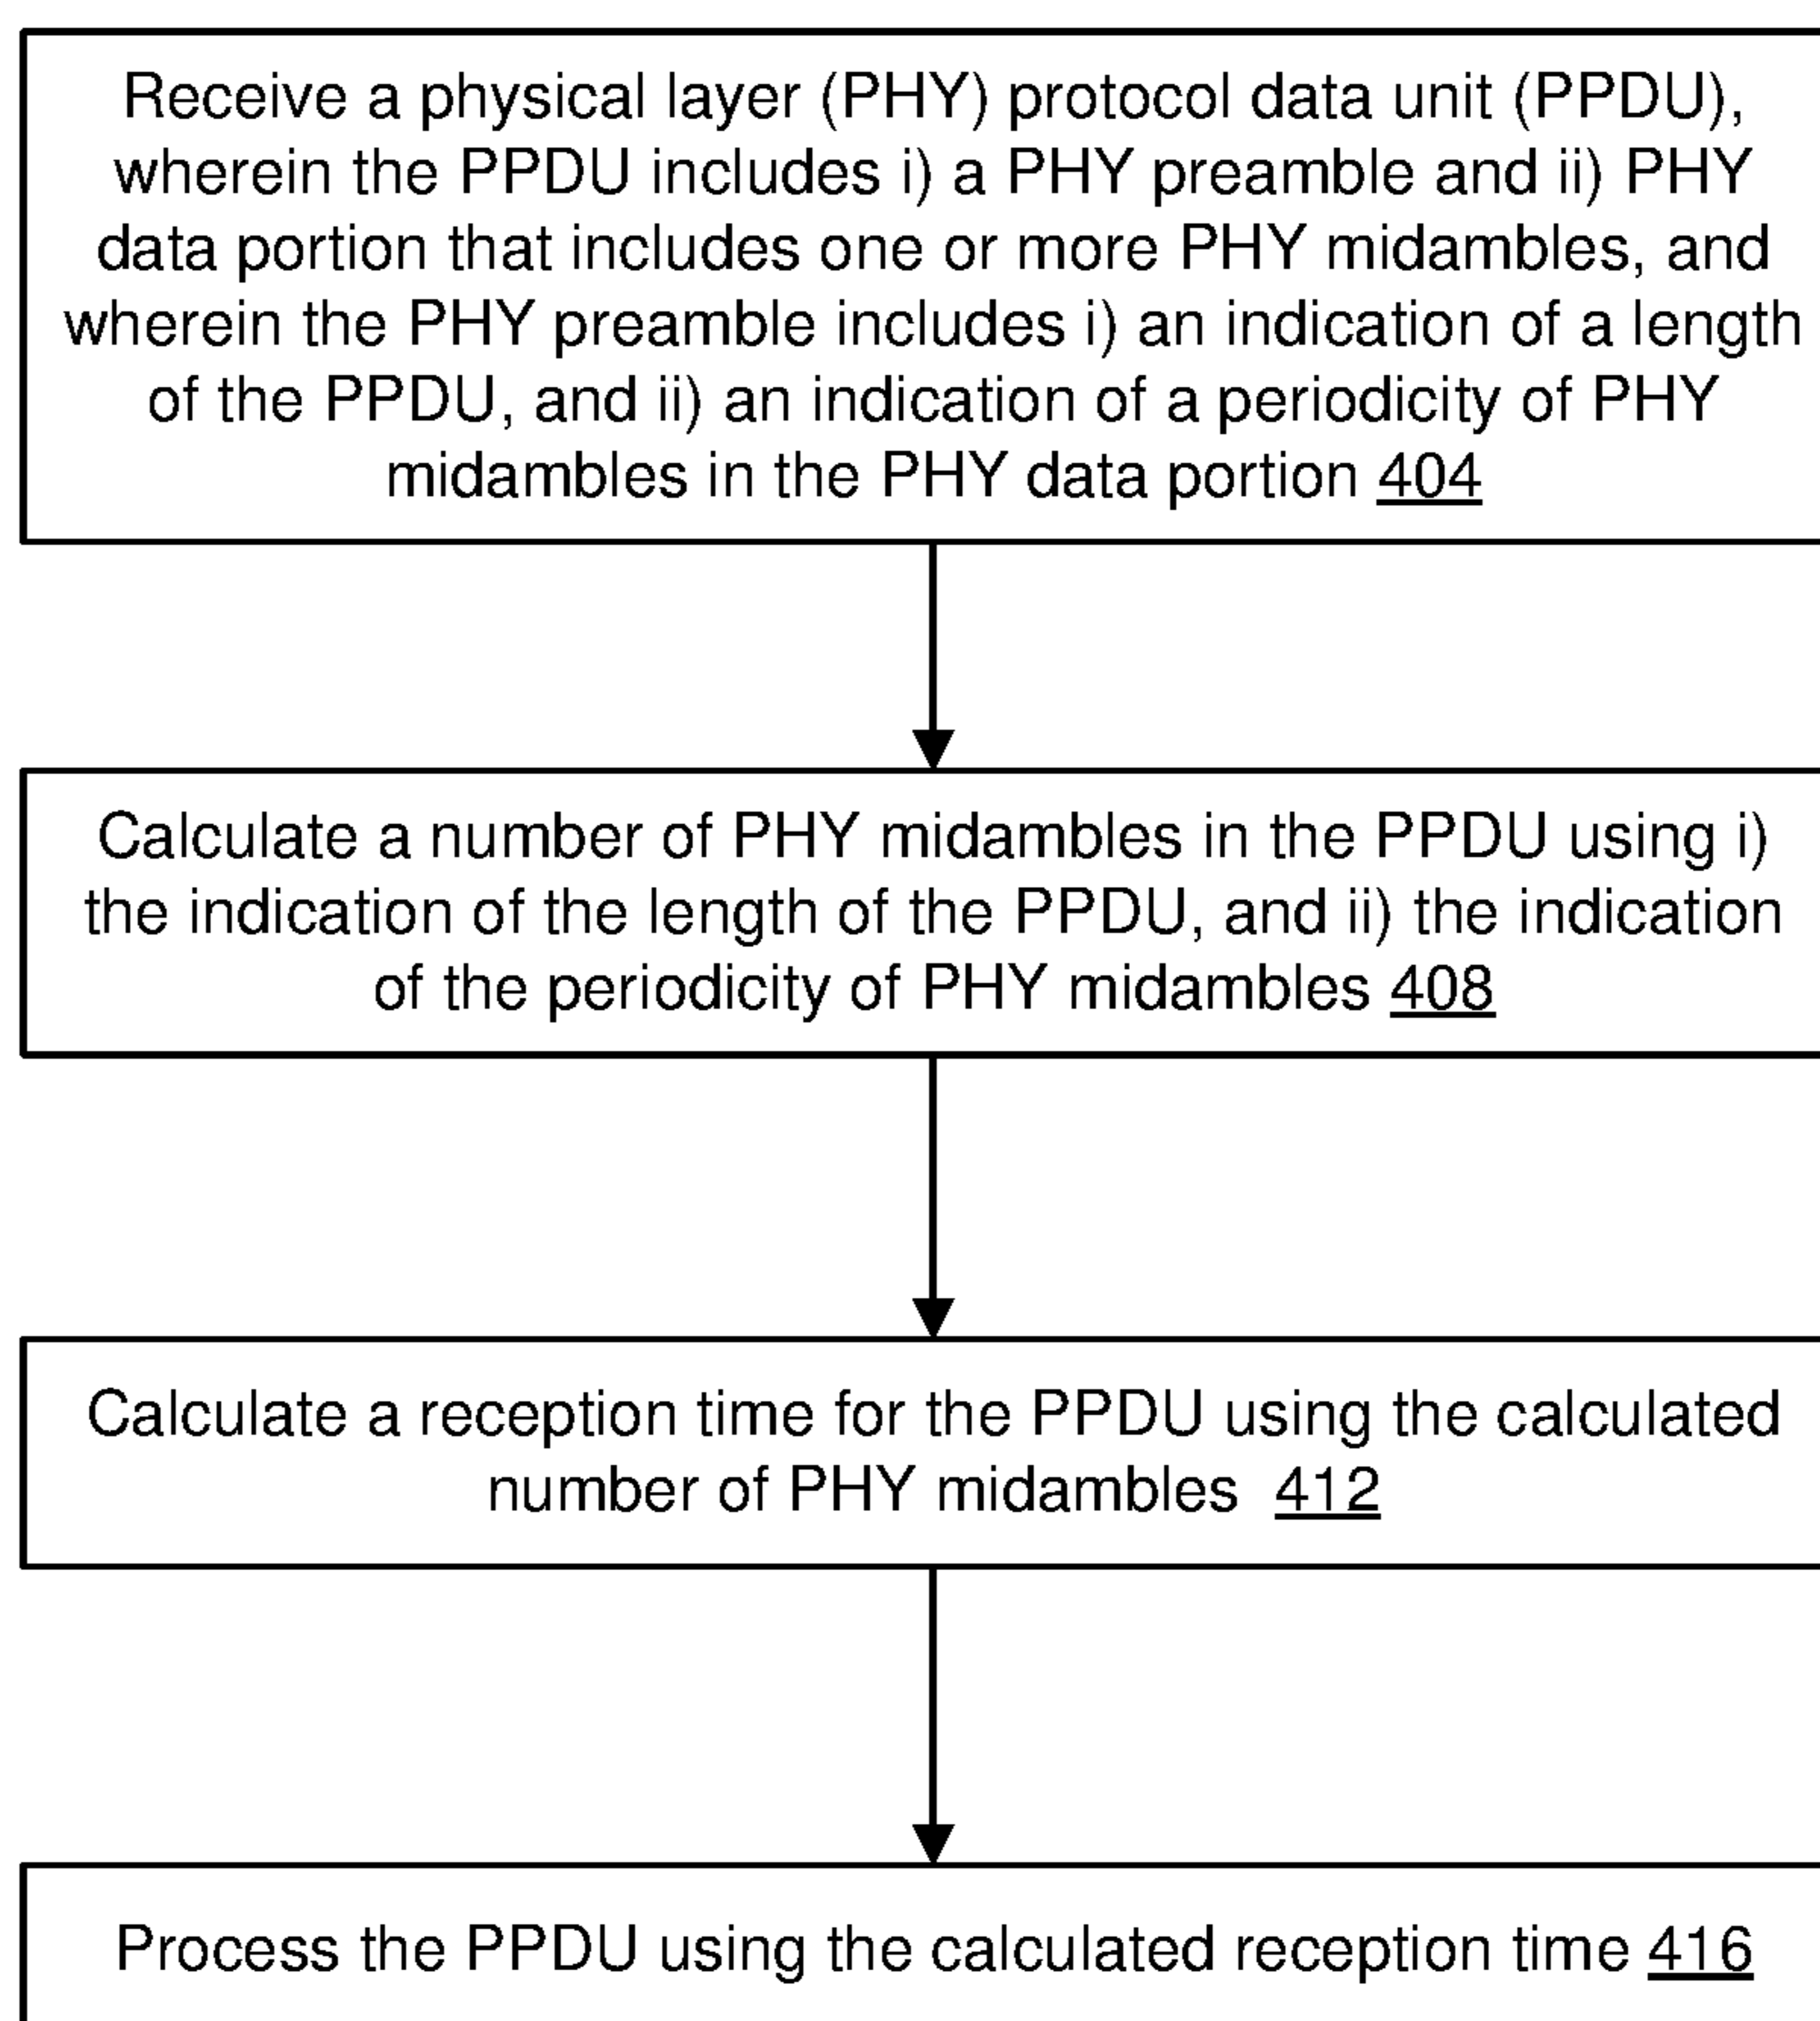 Receive a physical layer (PHY) protocol data unit (PPDU),
wherein the PPDU includes i) a PHY preamble and ii) PHY
data portion that includes one or more PHY midambles, and
wherein the PHY preamble includes i) an indication of a length
of the PPDU, and ii) an indication of a periodicity of PHY
midambles in the PHY data portion 404
Calculate a number of PHY midambles in the PPDU using i)
the indication of the length of the PPDU, and ii) the indication
of the periodicity of PHY midambles 408
Calculate a reception time for the PPDU using the calculated
number of PHY midambles 412
Process the PPDU using the calculated reception time 416